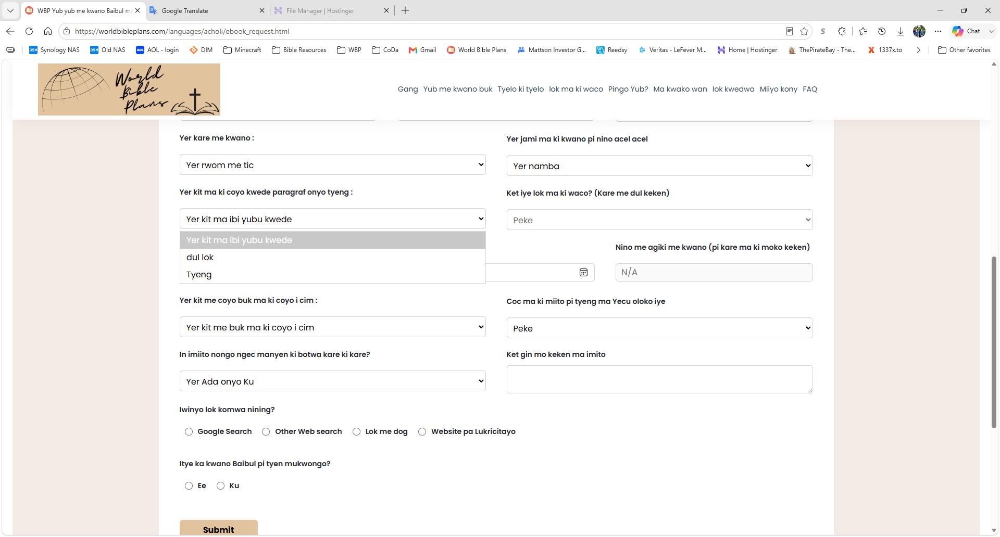 WBP Yub yub me kwano Baibul ma
Google Translate
File Manager | Hostinger
https://worldbibleplans.com/languages/acholi/ebook_request.html
Chat
Synology NAS
Old NAS
AOL - login
DIM
Minecraft
Bible Resources
WBP
CoDa
Gmail
World Bible Plans
Mattson Investor G...
Reedsy
Veritas - LeFever M...
Home | Hostinger
ThePirateBay - The...
1337x.to
Other favorites
World
Bible
Plans
Gang Yub me kwano buk Tyelo ki tyelo lok ma ki waco Pingo Yub? Ma kwako wan lok kwedwa Miiyo kony FAQ
Yer kare me kwano :
Yer jami ma ki kwano pi nino acel acel
Yer rwom me tic
Yer namba
Yer kit ma ki coyo kwede paragraf onyo tyeng :
Ket iye lok ma ki waco? (Kare me dul keken)
Yer kit ma ibi yubu kwede
Peke
Yer kit ma ibi yubu kwede
dul lok
Tyeng
Nino me agiki me kwano (pi kare ma ki moko keken)
N/A
Yer kit me coyo buk ma ki coyo i cim :
Coc ma ki miito pi tyeng ma Yecu oloko iye
Yer kit me buk ma ki coyo i cim
Peke
In imiito nongo ngec manyen ki botwa kare ki kare?
Ket gin mo keken ma imito
Yer Ada onyo Ku
Iwinyo lok komwa nining?
Google Search Other Web search Lok me dog Website pa Lukricitayo
Itye ka kwano Baibul pi tyen mukwongo?
Ee Ku
Submit